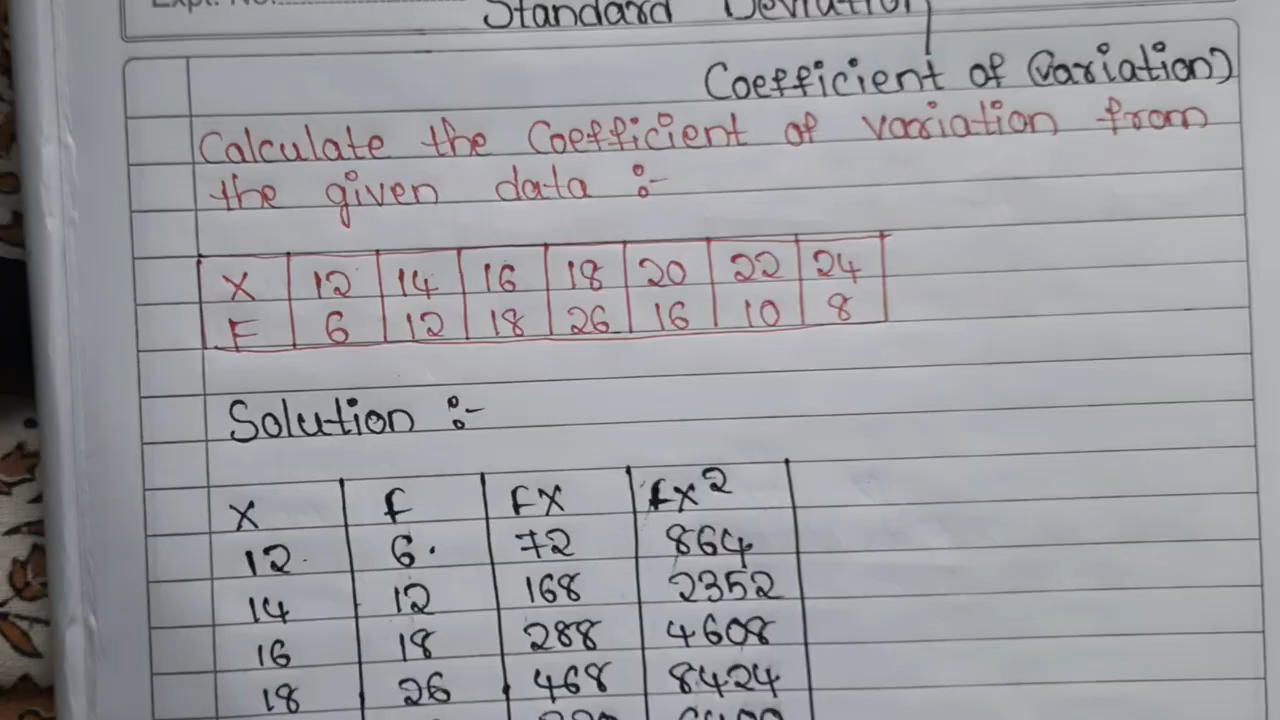 Standard Deviation
Coefficient of (variation)
Calculate the Coefficient of variation from
the given data :-
X 12 14 16 18 20 22 24
F 6 12 18 26 16 10 8
Solution :-
X F FX FX2
12 6 72 864
14 12 168 2352
16 18 288 4608
18 26 468 8424